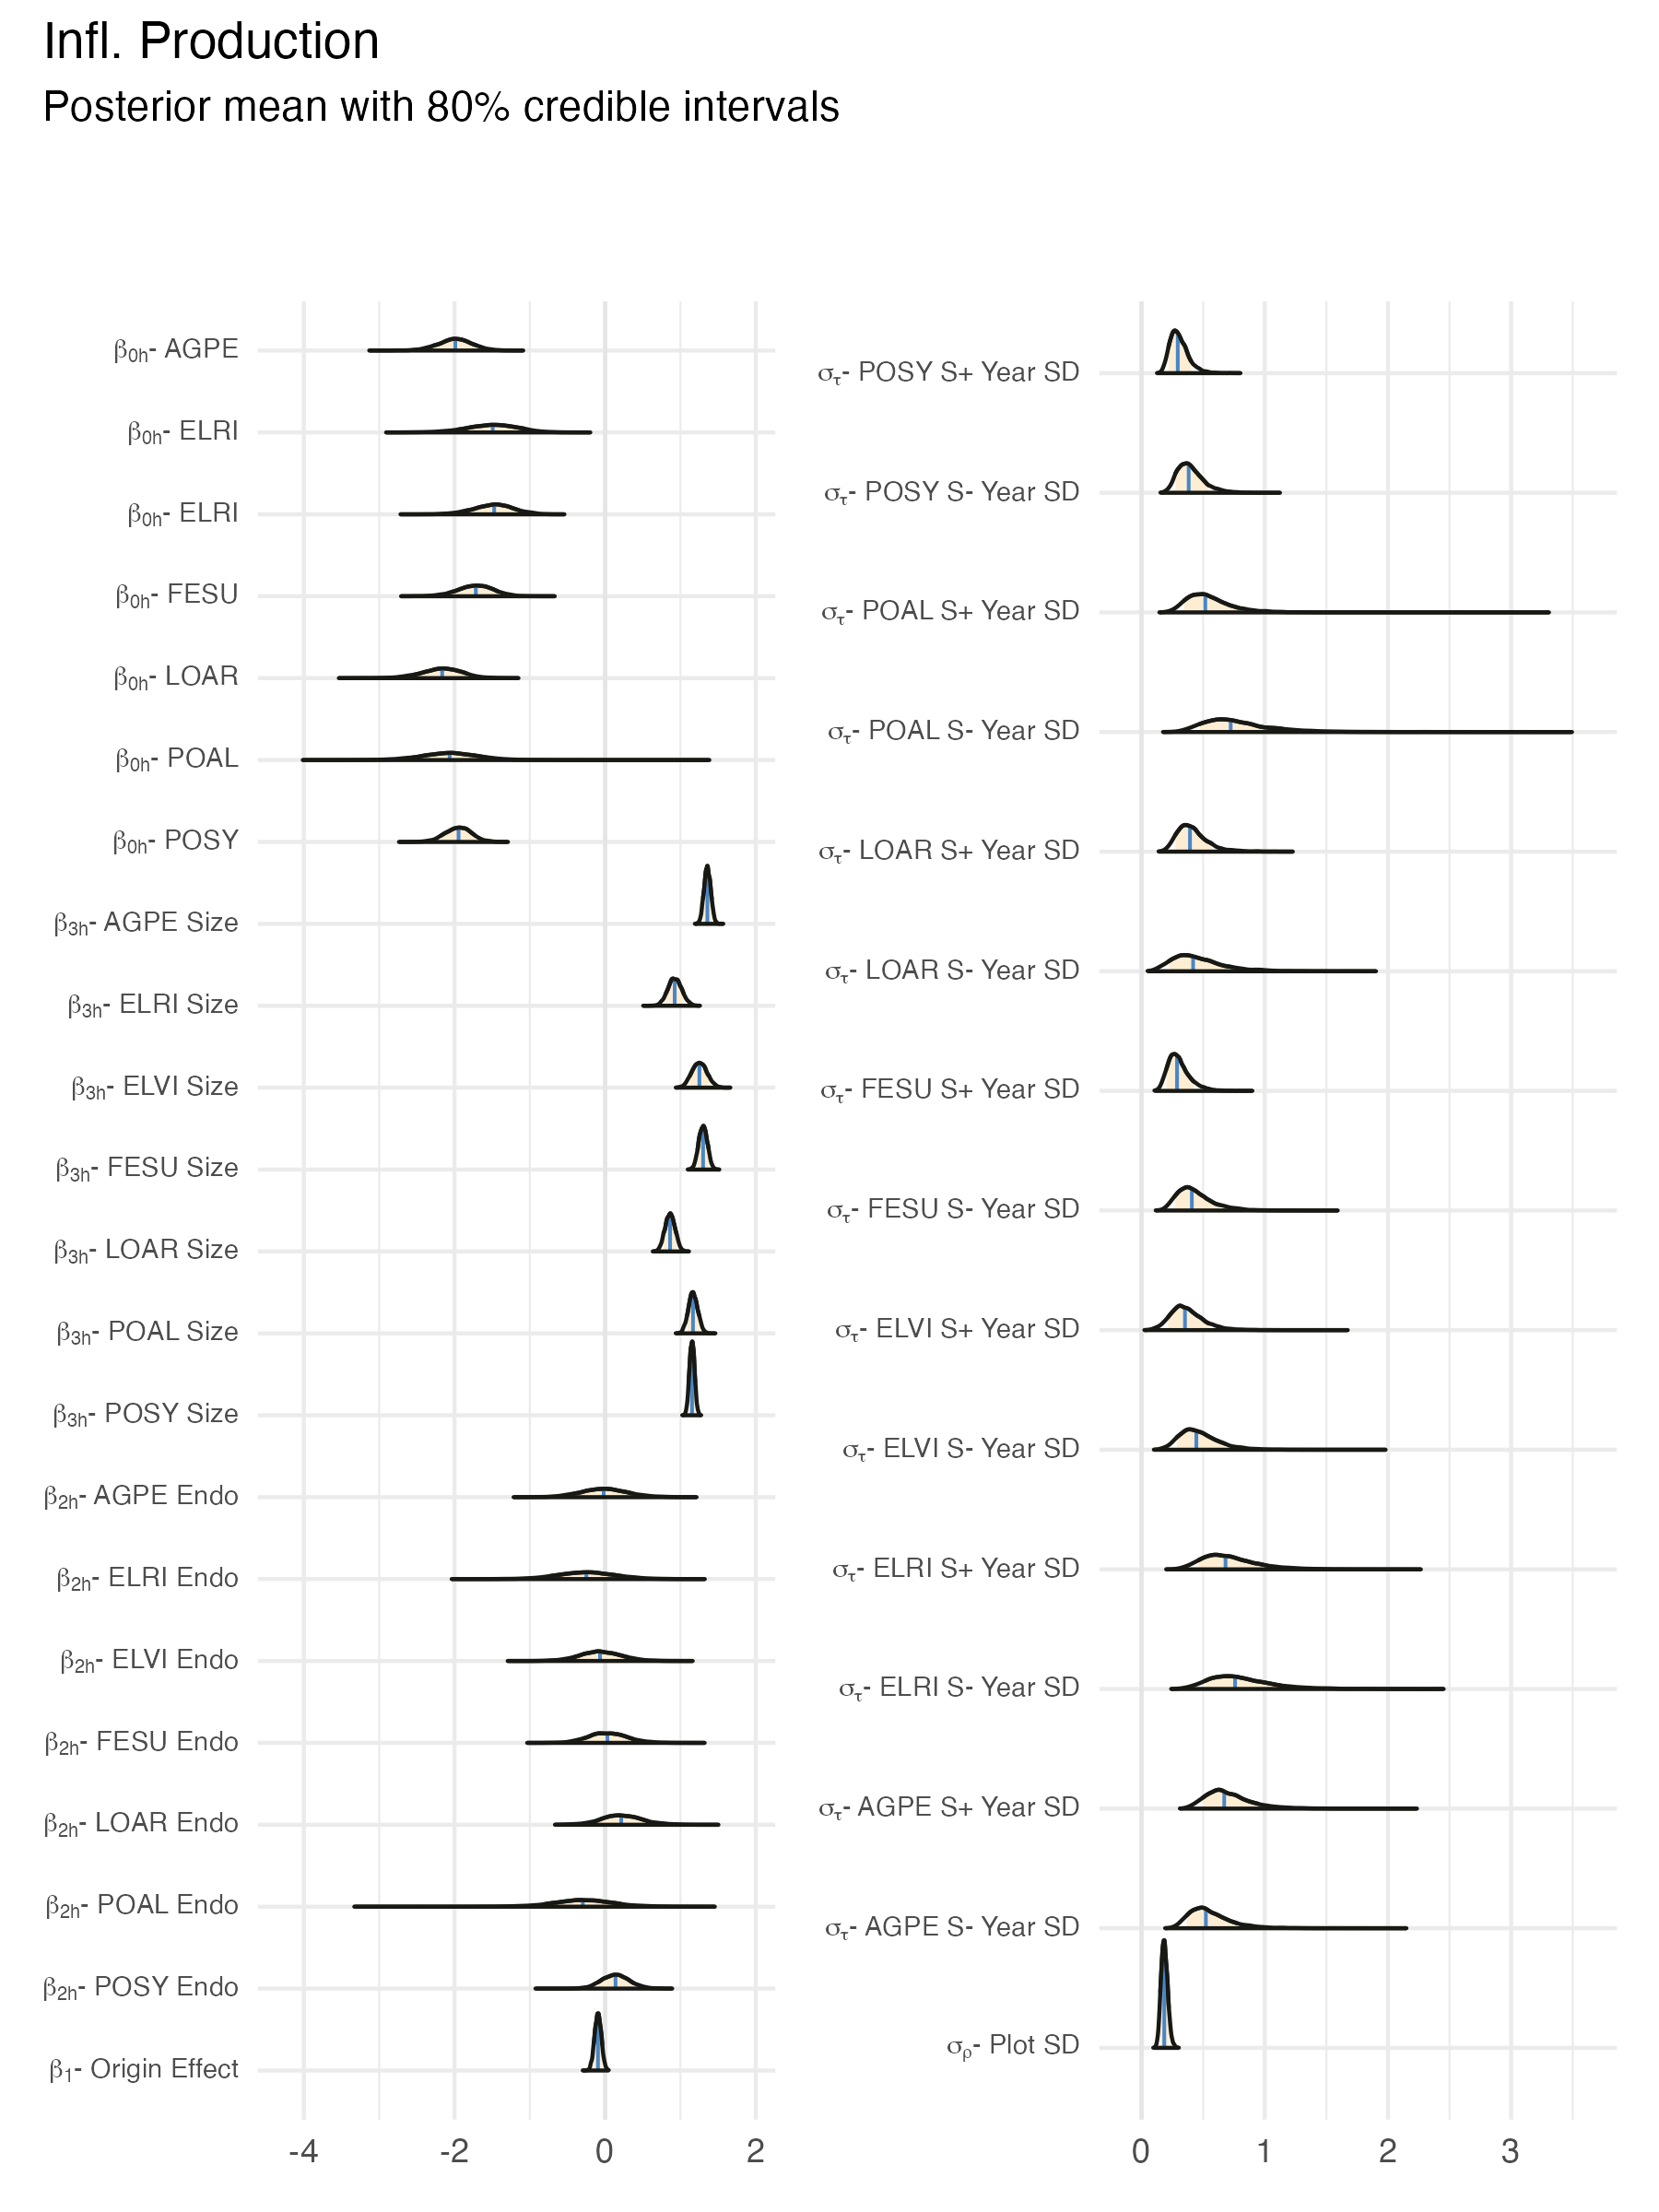 Infl. Production
Posterior mean with 80% credible intervals
β0h- AGPE
β0h- ELRI
β0h- ELRI
β0h- FESU
β0h- LOAR
β0h- POAL
β0h- POSY
β3h- AGPE Size
β3h- ELRI Size
β3h- ELVI Size
β3h- FESU Size
β3h- LOAR Size
β3h- POAL Size
β3h- POSY Size
β2h- AGPE Endo
β2h- ELRI Endo
β2h- ELVI Endo
β2h- FESU Endo
β2h- LOAR Endo
β2h- POAL Endo
β2h- POSY Endo
β1- Origin Effect
-4 -2 0 2
στ- POSY S+ Year SD
στ- POSY S- Year SD
στ- POAL S+ Year SD
στ- POAL S- Year SD
στ- LOAR S+ Year SD
στ- LOAR S- Year SD
στ- FESU S+ Year SD
στ- FESU S- Year SD
στ- ELVI S+ Year SD
στ- ELVI S- Year SD
στ- ELRI S+ Year SD
στ- ELRI S- Year SD
στ- AGPE S+ Year SD
στ- AGPE S- Year SD
σρ- Plot SD
0 1 2 3